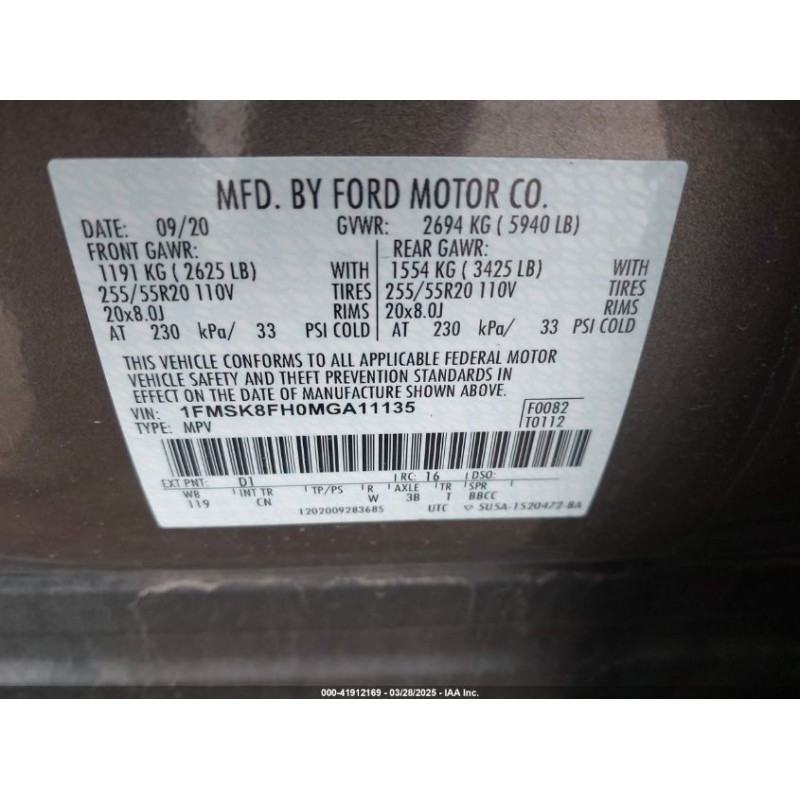 MFD. BY FORD MOTOR CO.
DATE: 09/20 GVWR: 2694 KG ( 5940 LB)
FRONT GAWR: REAR GAWR:
1191 KG ( 2625 LB) WITH 1554 KG ( 3425 LB) WITH
255/55R20 110V TIRES 255/55R20 110V TIRES
20x8.0J RIMS 20x8.0J RIMS
AT 230 kPa/ 33 PSI COLD AT 230 kPa/ 33 PSI COLD
THIS VEHICLE CONFORMS TO ALL APPLICABLE FEDERAL MOTOR
VEHICLE SAFETY AND THEFT PREVENTION STANDARDS IN
EFFECT ON THE DATE OF MANUFACTURE SHOWN ABOVE.
VIN: 1FMSK8FH0MGA11135 F0082
TYPE: MPV T0112
EXT PNT: D1 RC: 16 DSO:
WB INT TR TP/PS R AXLE TR SPR
119 CN W 3B T BBCC
1202009283685 UTC 5U5A-1520472-BA
000-41912169 - 03/28/2025 - IAA Inc.